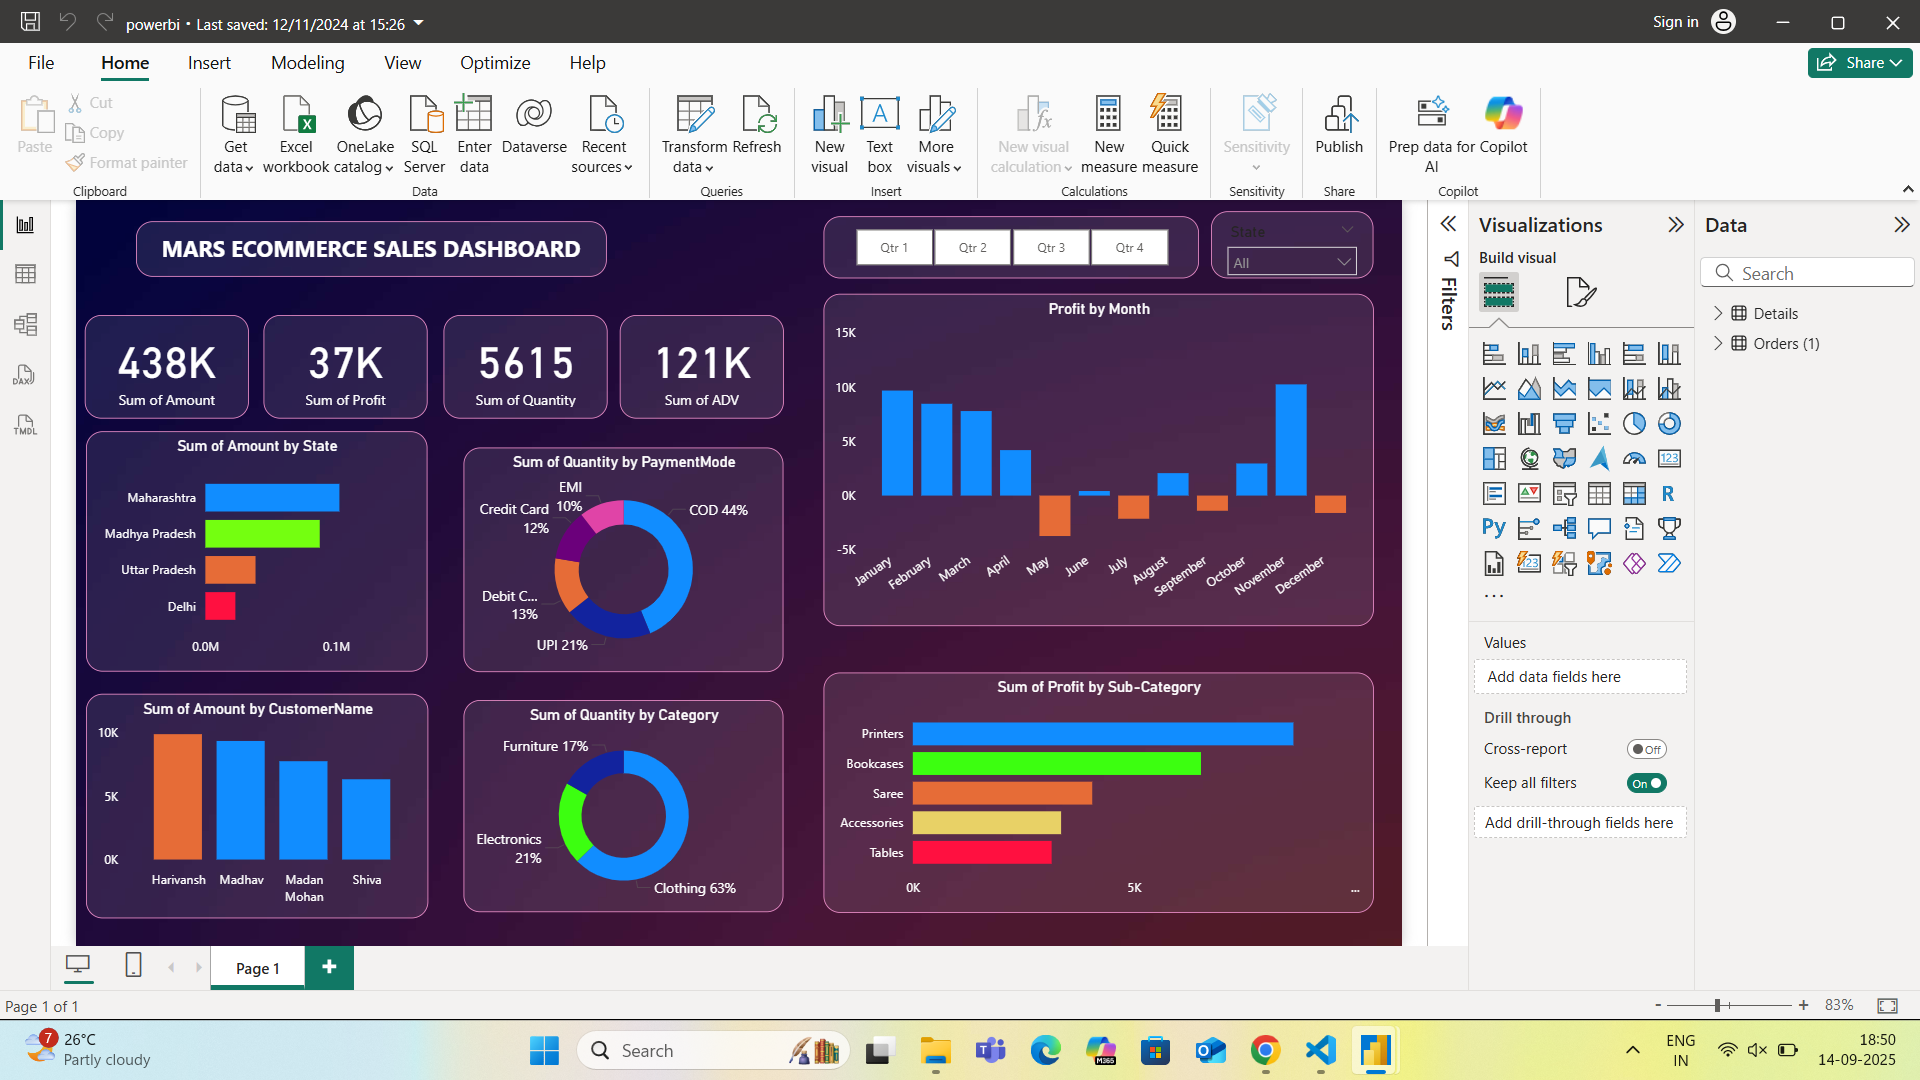 powerbi • Last saved: 12/11/2024 at 15:26
Sign in
File Home Insert Modeling View Optimize Help
Share
Paste
Cut
Copy
Format painter
Clipboard
Get data
Excel workbook
OneLake catalog
SQL Server
Enter data
Dataverse
Recent sources
Data
Transform data
Refresh
Queries
New visual
Text box
More visuals
Insert
New visual calculation
New measure
Quick measure
Calculations
Sensitivity
Sensitivity
Publish
Share
Prep data for AI
Copilot
Copilot
DAX
TMDL
MARS ECOMMERCE SALES DASHBOARD
Qtr 1 Qtr 2 Qtr 3 Qtr 4
State
All
438K
Sum of Amount
37K
Sum of Profit
5615
Sum of Quantity
121K
Sum of ADV
Profit by Month
15K
10K
5K
0K
-5K
January February March April May June July August September October November December
Sum of Amount by State
Maharashtra
Madhya Pradesh
Uttar Pradesh
Delhi
0.0M 0.1M
Sum of Quantity by PaymentMode
EMI
10%
Credit Card
12%
COD 44%
Debit C...
13%
UPI 21%
Sum of Amount by CustomerName
10K
5K
0K
Harivansh Madhav Madan Mohan Shiva
Sum of Quantity by Category
Furniture 17%
Electronics
21%
Clothing 63%
Sum of Profit by Sub-Category
Printers
Bookcases
Saree
Accessories
Tables
0K 5K ...
Filters
Visualizations
Build visual
123
R
Py
123
...
Values
Add data fields here
Drill through
Cross-report
Off
Keep all filters
On
Add drill-through fields here
Data
Search
Details
Orders (1)
Page 1
Page 1 of 1
- + 83%
7
26°C
Partly cloudy
Search
M365
ENG
IN
18:50
14-09-2025